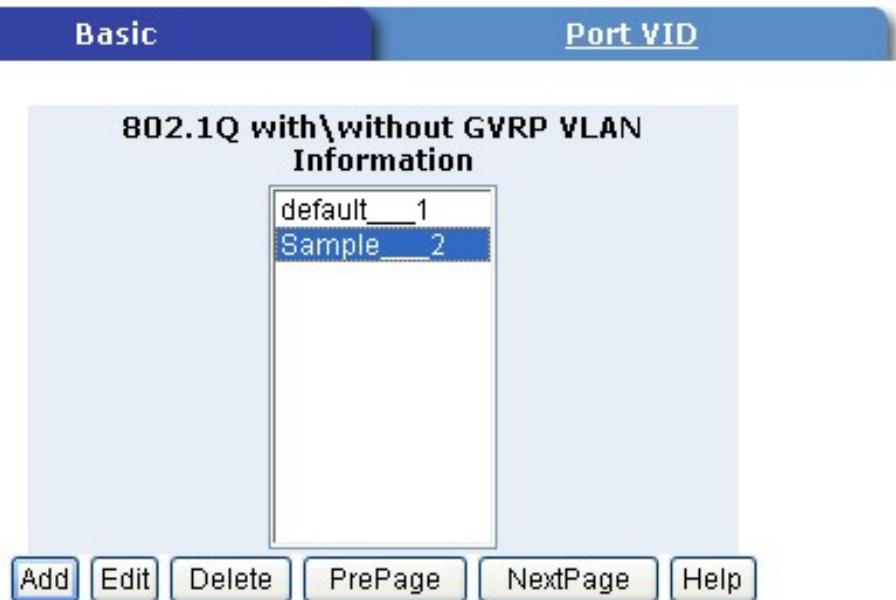 Basic Port VID
802.1Q with\without GVRP VLAN
Information
default___1
Sample___2
Add Edit Delete PrePage NextPage Help